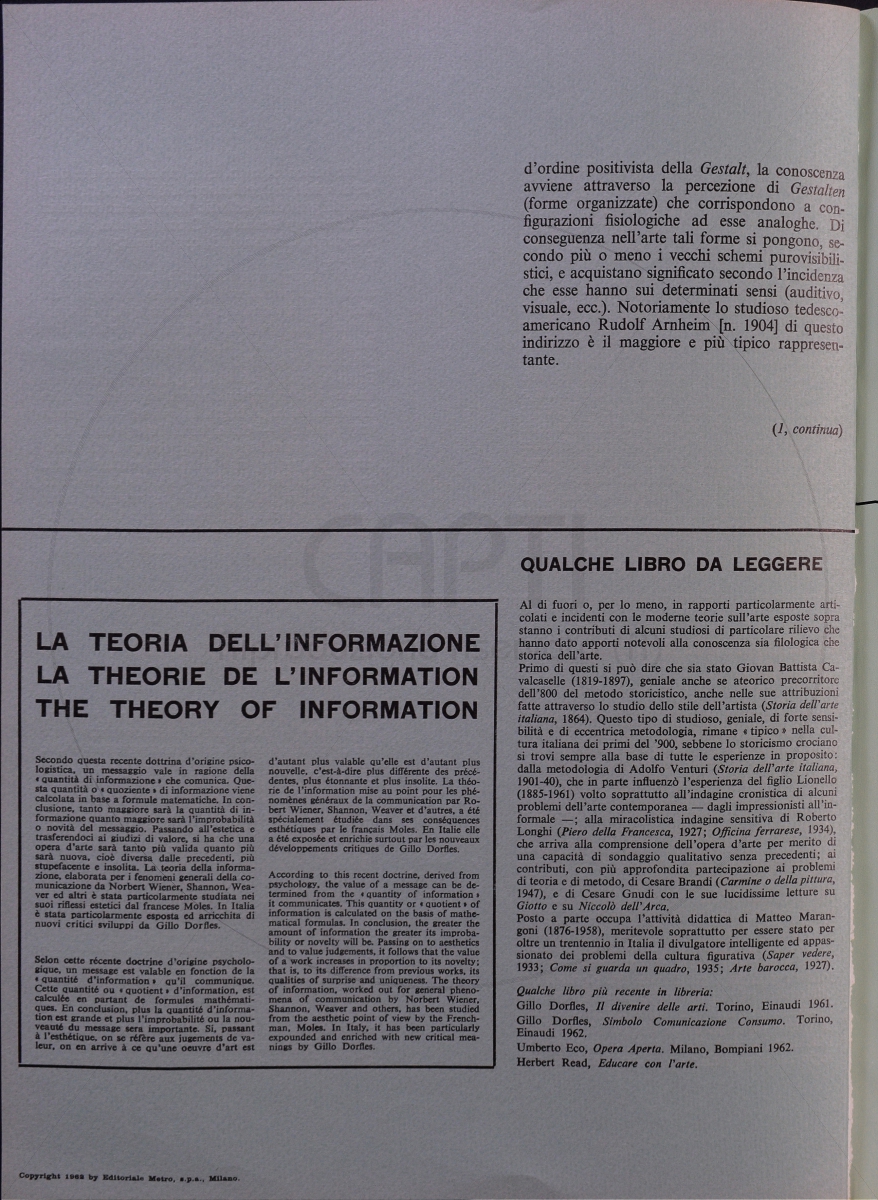 d'ordine positivista della Gestalt, la conoscenza
avviene attraverso la percezione di Gestalten
(forme organizzate) che corrispondono a con-
figurazioni fisiologiche ad esse analoghe. Di
conseguenza nell'arte tali forme si pongono, se-
condo più o meno i vecchi schemi purovisibili-
stici, e acquistano significato secondo l'incidenza
che esse hanno sui determinati sensi (auditivo,
visuale, ecc.). Notoriamente lo studioso tedesco-
americano Rudolf Arnheim [n. 1904] di questo
indirizzo è il maggiore e più tipico rappresen-
tante.
(1, continua)
CAPTI
LA TEORIA DELL'INFORMAZIONE
LA THEORIE DE L'INFORMATION
THE THEORY OF INFORMATION
Secondo questa recente dottrina d'origine psico-
logistica, un messaggio vale in ragione della
« quantità di informazione » che comunica. Que-
sta quantità o « quoziente » di informazione viene
calcolata in base a formule matematiche. In con-
clusione, tanto maggiore sarà la quantità di in-
formazione quanto maggiore sarà l'improbabilità
o novità del messaggio. Passando all'estetica e
trasferendoci ai giudizi di valore, si ha che una
opera d'arte sarà tanto più valida quanto più
sarà nuova, cioè diversa dalle precedenti, più
stupefacente e insolita. La teoria della informa-
zione, elaborata per i fenomeni generali della co-
municazione da Norbert Wiener, Shannon, Wea-
ver ed altri è stata particolarmente studiata nei
suoi riflessi estetici dal francese Moles. In Italia
è stata particolarmente esposta ed arricchita di
nuovi critici sviluppi da Gillo Dorfles.
Selon cette récente doctrine d'origine psycholo-
gique, un message est valable en fonction de la
« quantité d'information » qu'il communique.
Cette quantité ou « quotient » d'information, est
calculée en partant de formules mathémati-
ques. En conclusion, plus la quantité d'informa-
tion est grande et plus l'improbabilité ou la nou-
veauté du message sera importante. Si, passant
à l'esthétique, on se réfère aux jugements de va-
leur, on en arrive à ce qu'une oeuvre d'art est
d'autant plus valable qu'elle est d'autant plus
nouvelle, c'est-à-dire plus différente des précé-
dentes, plus étonnante et plus insolite. La théo-
rie de l'information mise au point pour les phé-
nomènes généraux de la communication par Ro-
bert Wiener, Shannon, Weaver et d'autres, a été
spécialement étudiée dans ses conséquences
esthétiques par le français Moles. En Italie elle
a été exposée et enrichie surtout par les nouveaux
développements critiques de Gillo Dorfles.
According to this recent doctrine, derived from
psychology, the value of a message can be de-
termined from the « quantity of information »
it communicates. This quantity or « quotient » of
information is calculated on the basis of mathe-
matical formulas. In conclusion, the greater the
amount of information the greater its improba-
bility or novelty will be. Passing on to aesthetics
and to value judgements, it follows that the value
of a work increases in proportion to its novelty;
that is, to its difference from previous works, its
qualities of surprise and uniqueness. The theory
of information, worked out for general pheno-
mena of communication by Norbert Wiener,
Shannon, Weaver and others, has been studied
from the aesthetic point of view by the French-
man, Moles. In Italy, it has been particularly
expounded and enriched with new critical mea-
nings by Gillo Dorfles.
QUALCHE LIBRO DA LEGGERE
Al di fuori o, per lo meno, in rapporti particolarmente arti-
colati e incidenti con le moderne teorie sull'arte esposte sopra
stanno i contributi di alcuni studiosi di particolare rilievo che
hanno dato apporti notevoli alla conoscenza sia filologica che
storica dell'arte.
Primo di questi si può dire che sia stato Giovan Battista Ca-
valcaselle (1819-1897), geniale anche se ateorico precorritore
dell'800 del metodo storicistico, anche nelle sue attribuzioni
fatte attraverso lo studio dello stile dell'artista (Storia dell'arte
italiana, 1864). Questo tipo di studioso, geniale, di forte sensi-
bilità e di eccentrica metodologia, rimane « tipico » nella cul-
tura italiana dei primi del '900, sebbene lo storicismo crociano
si trovi sempre alla base di tutte le esperienze in proposito:
dalla metodologia di Adolfo Venturi (Storia dell'arte italiana,
1901-40), che in parte influenzò l'esperienza del figlio Lionello
(1885-1961) volto soprattutto all'indagine cronistica di alcuni
problemi dell'arte contemporanea — dagli impressionisti all'in-
formale —; alla miracolistica indagine sensitiva di Roberto
Longhi (Piero della Francesca, 1927; Officina ferrarese, 1934),
che arriva alla comprensione dell'opera d'arte per merito di
una capacità di sondaggio qualitativo senza precedenti; ai
contributi, con più approfondita partecipazione ai problemi
di teoria e di metodo, di Cesare Brandi (Carmine o della pittura,
1947), e di Cesare Gnudi con le sue lucidissime letture su
Giotto e su Niccolò dell'Arca.
Posto a parte occupa l'attività didattica di Matteo Maran-
goni (1876-1958), meritevole soprattutto per essere stato per
oltre un trentennio in Italia il divulgatore intelligente ed appas-
sionato dei problemi della cultura figurativa (Saper vedere,
1933; Come si guarda un quadro, 1935; Arte barocca, 1927).
Qualche libro più recente in libreria:
Gillo Dorfles, Il divenire delle arti. Torino, Einaudi 1961.
Gillo Dorfles, Simbolo Comunicazione Consumo. Torino,
Einaudi 1962.
Umberto Eco, Opera Aperta. Milano, Bompiani 1962.
Herbert Read, Educare con l'arte.
Copyright 1963 by Editoriale Metro, s.p.a., Milano.